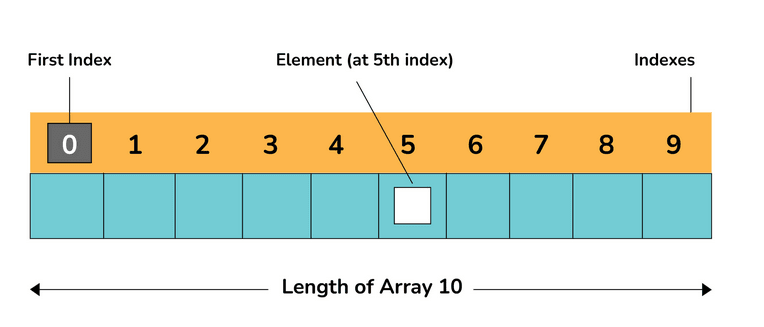 First Index
Element (at 5th index)
Indexes
0 1 2 3 4 5 6 7 8 9
Length of Array 10